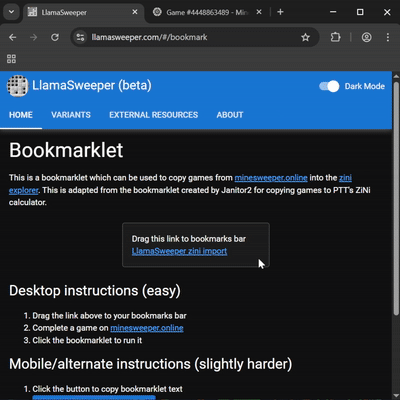 LlamaSweeper
Game #4448863489 - Min
llamasweeper.com/#/bookmark
LlamaSweeper (beta)
Dark Mode
HOME
VARIANTS
EXTERNAL RESOURCES
ABOUT
Bookmarklet
This is a bookmarklet which can be used to copy games from minesweeper.online into the zini
explorer. This is adapted from the bookmarklet created by Janitor2 for copying games to PTT's ZiNi
calculator.
Drag this link to bookmarks bar
LlamaSweeper zini import
Desktop instructions (easy)
1. Drag the link above to your bookmarks bar
2. Complete a game on minesweeper.online
3. Click the bookmarklet to run it
Mobile/alternate instructions (slightly harder)
1. Click the button to copy bookmarklet text